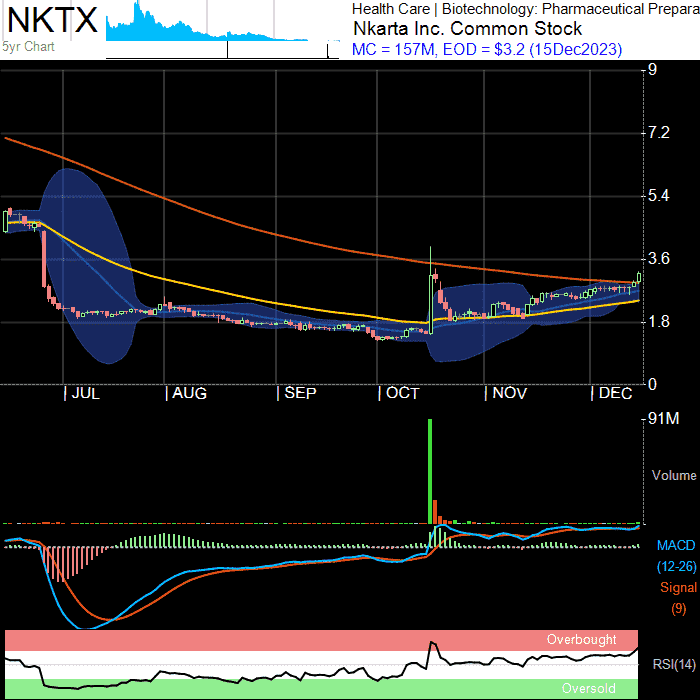 NKTX
5yr Chart
Health Care | Biotechnology: Pharmaceutical Prepara
Nkarta Inc. Common Stock
MC = 157M, EOD = $3.2 (15Dec2023)
9
7.2
5.4
3.6
1.8
0
JUL
AUG
SEP
OCT
NOV
DEC
91M
Volume
MACD
(12-26)
Signal
(9)
Overbought
RSI(14)
Oversold